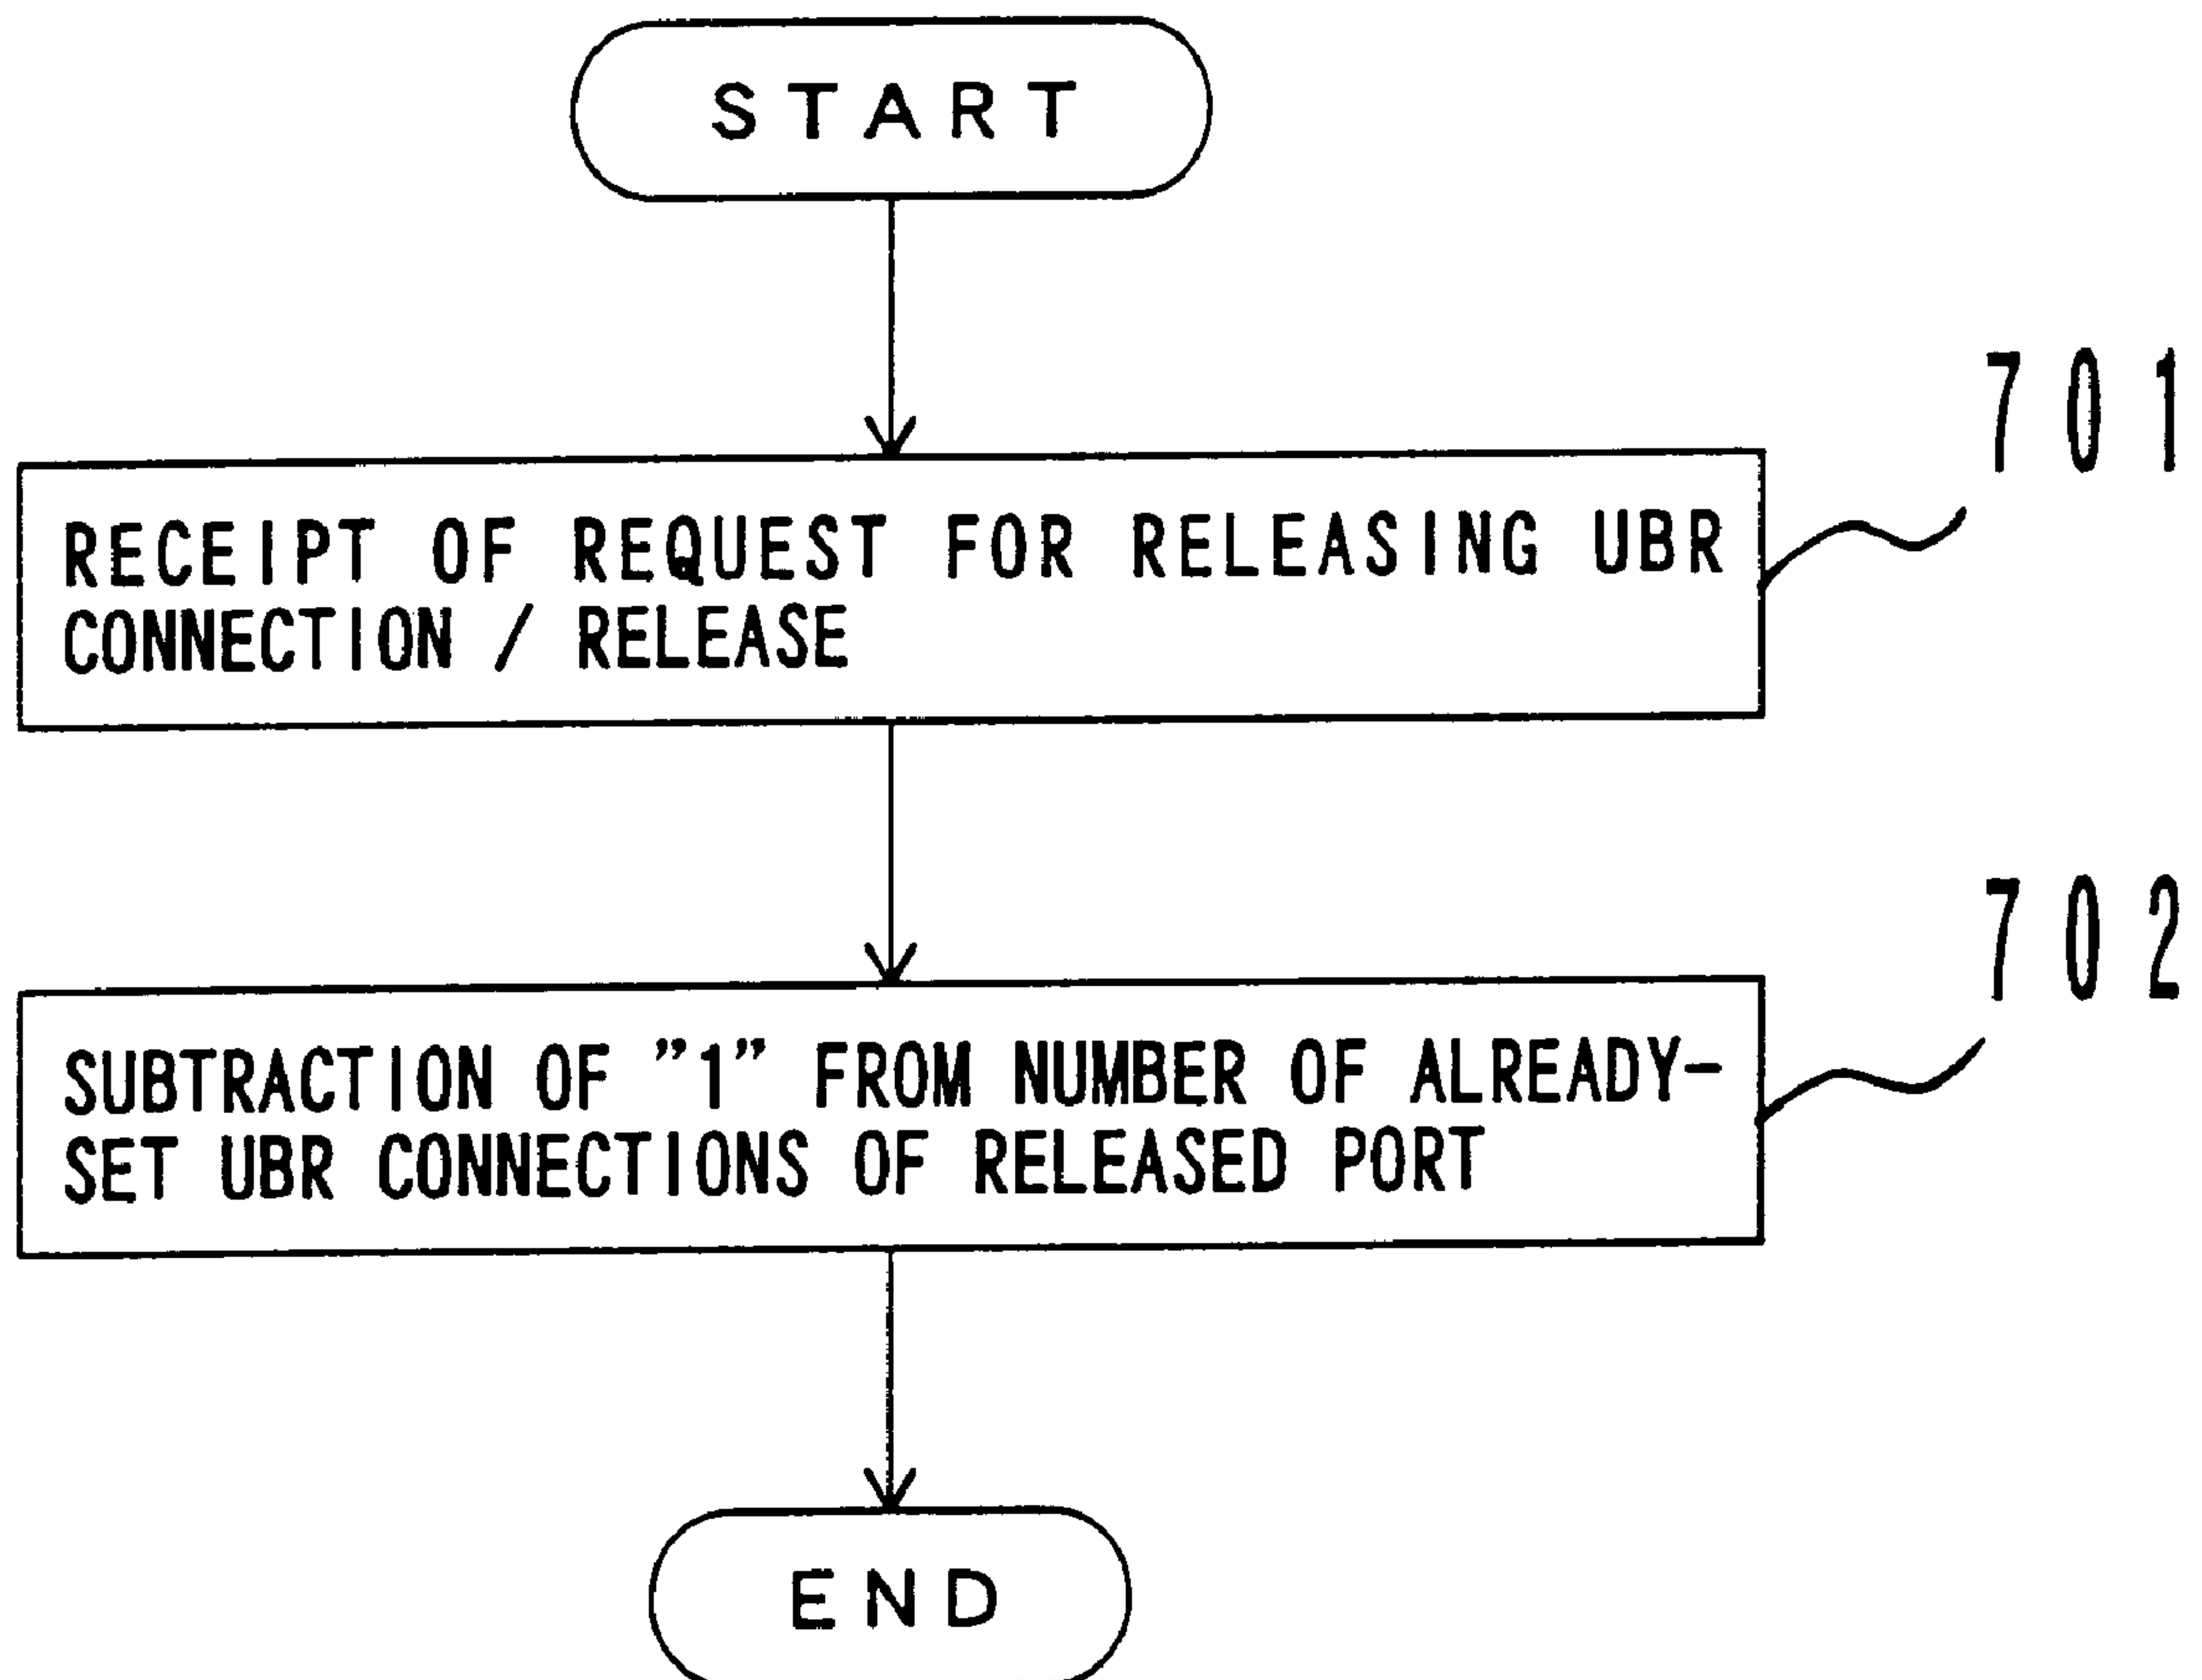 START
701
RECEIPT OF REQUEST FOR RELEASING UBR
CONNECTION / RELEASE
702
SUBTRACTION OF ”1” FROM NUMBER OF ALREADY-
SET UBR CONNECTIONS OF RELEASED PORT
END